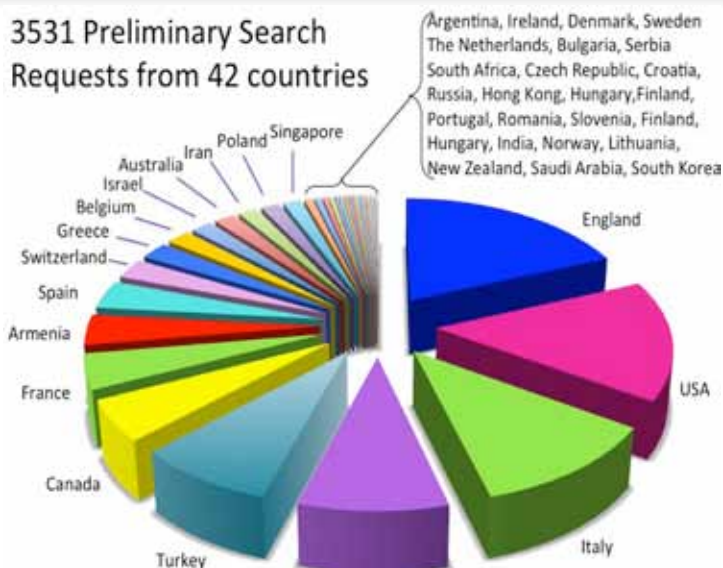 3531 Preliminary Search
Requests from 42 countries
Argentina, Ireland, Denmark, Sweden
The Netherlands, Bulgaria, Serbia
South Africa, Czech Republic, Croatia,
Russia, Hong Kong, Hungary,Finland,
Portugal, Romania, Slovenia, Finland,
Hungary, India, Norway, Lithuania,
New Zealand, Saudi Arabia, South Korea
Singapore
Poland
Iran
Australia
Israel
Belgium
Greece
Switzerland
Spain
Armenia
France
Canada
Turkey
England
USA
Italy